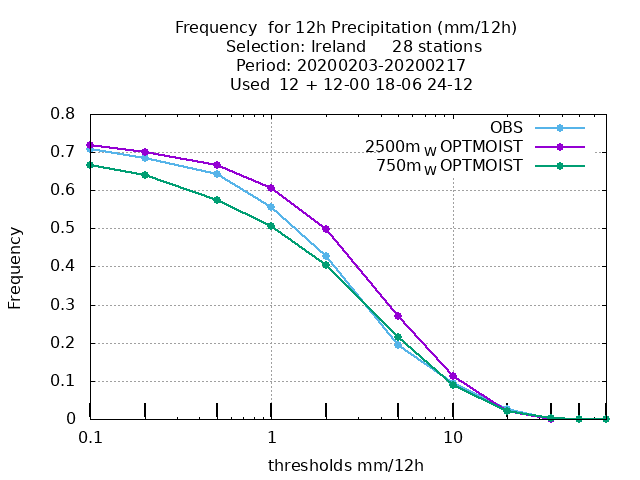 Frequency  for 12h Precipitation (mm/12h)
Selection: Ireland     28 stations
Period: 20200203-20200217
Used  12 + 12-00 18-06 24-12
OBS
2500m_W OPTMOIST
750m_W OPTMOIST
0.8
0.7
0.6
0.5
0.4
0.3
0.2
0.1
0
Frequency
0.1 1 10
thresholds mm/12h